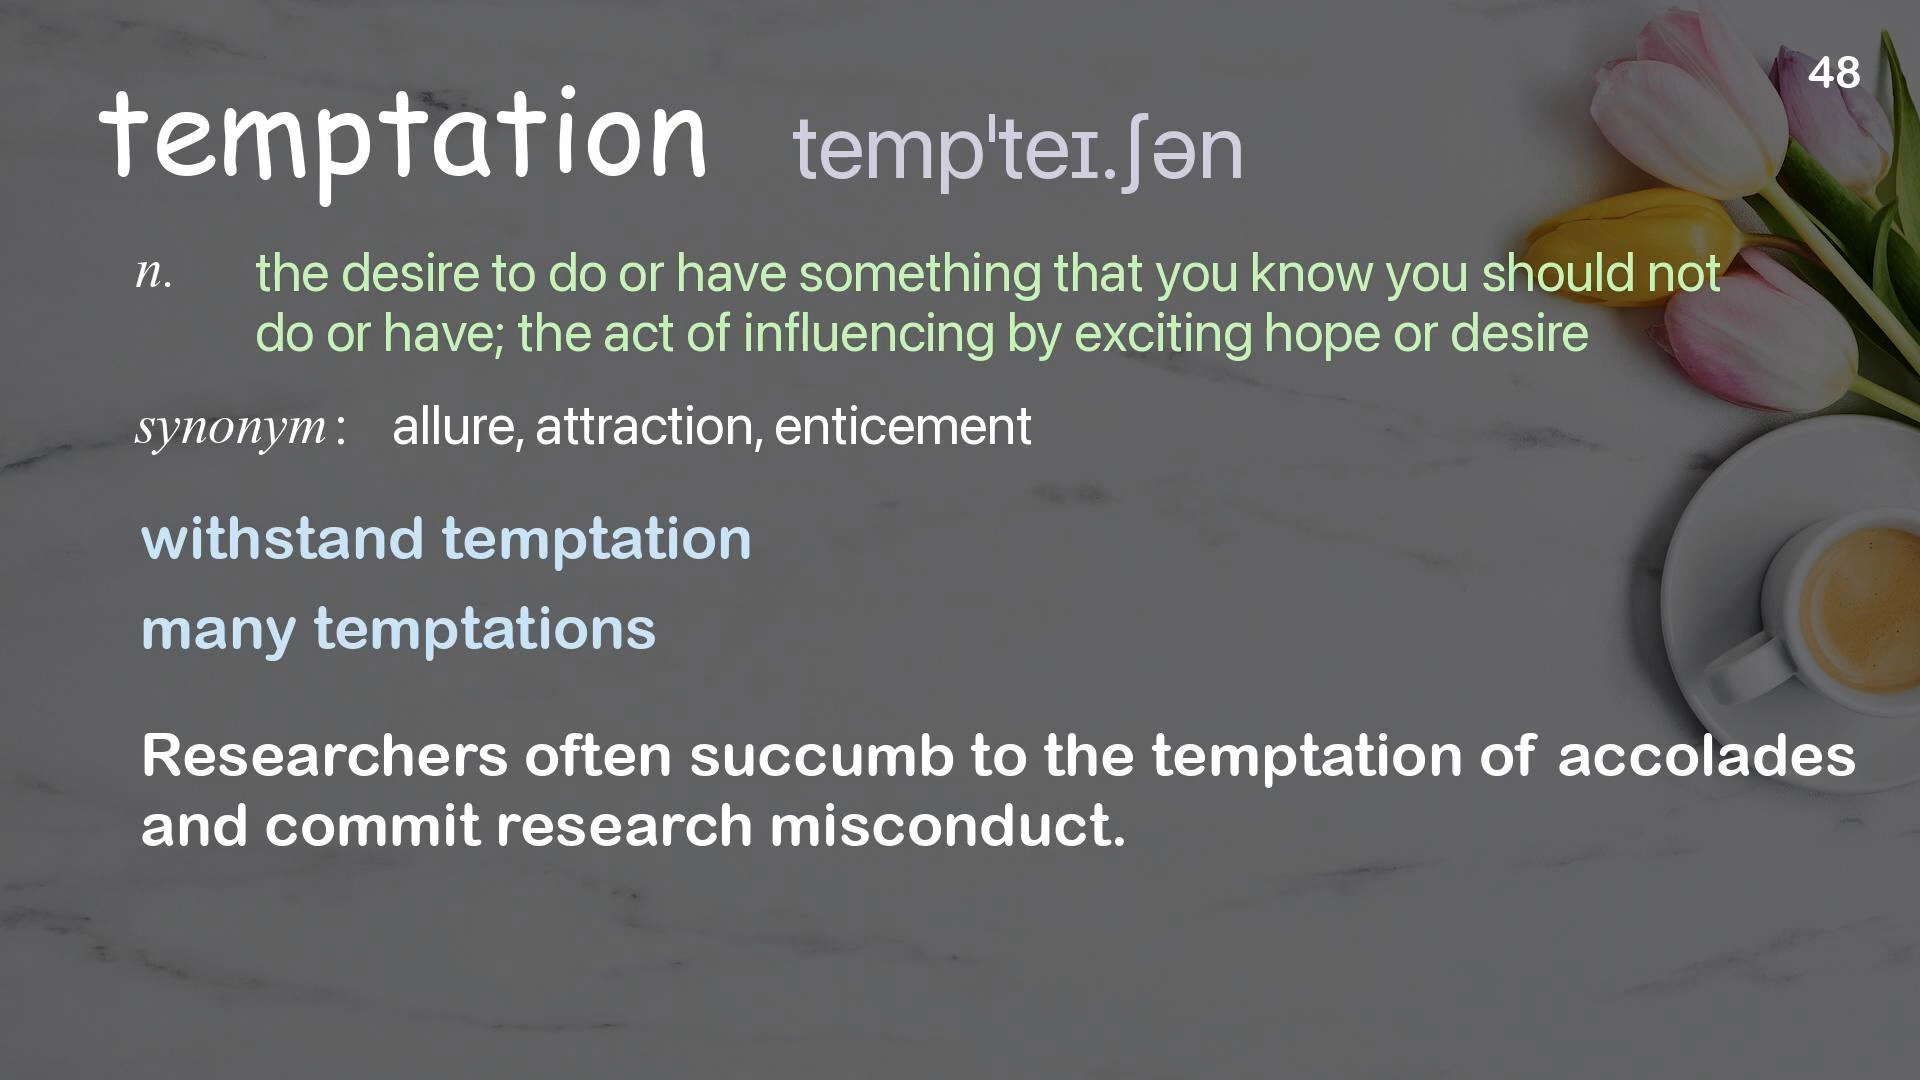 48
temptation tempˈteɪ.ʃən
n. the desire to do or have something that you know you should not
do or have; the act of influencing by exciting hope or desire
synonym : allure, attraction, enticement
withstand temptation
many temptations
Researchers often succumb to the temptation of accolades
and commit research misconduct.